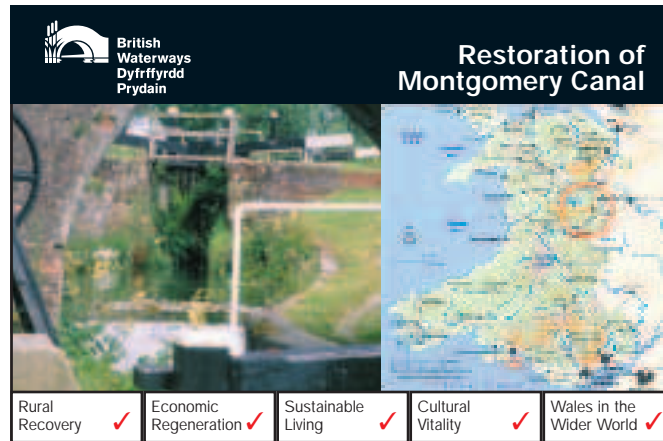 British
Waterways
Dyfrffyrdd
Prydain
Restoration of
Montgomery Canal
Rural
Recovery ✓
Economic
Regeneration ✓
Sustainable
Living ✓
Cultural
Vitality ✓
Wales in the
Wider World ✓